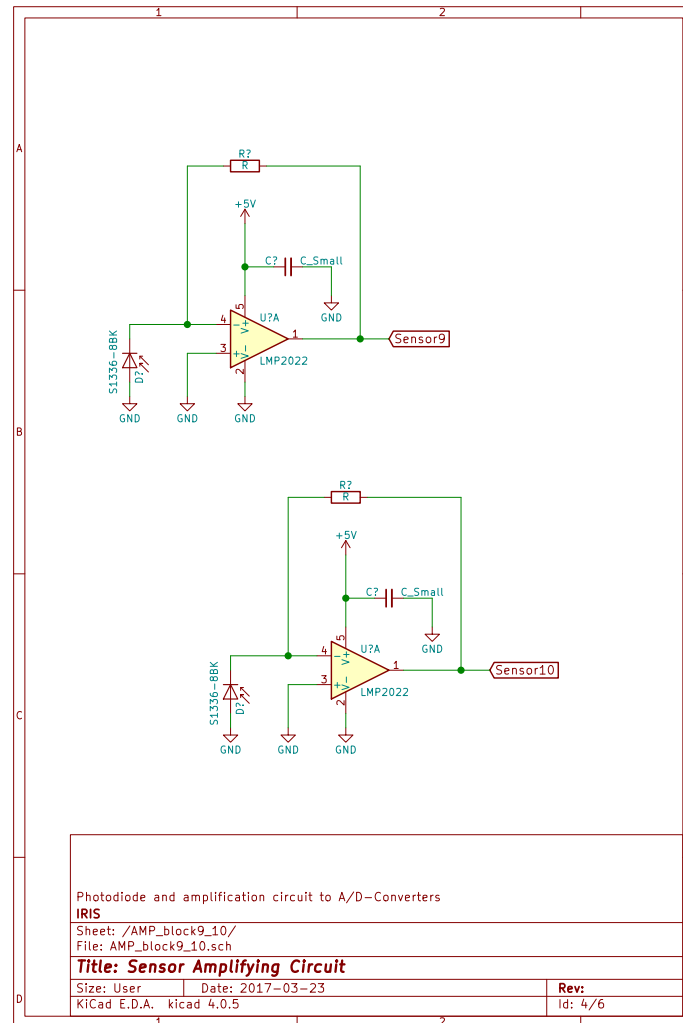 1 2
A
R?
R
+5V
C? C_Small
GND
5
4 U?A
- V+ 1 Sensor9
3
+ V-
LMP2022
2
S1336-8BK
D?
GND GND GND
B
R?
R
+5V
C? C_Small
GND
5
4 U?A
- V+ 1 Sensor10
3
+ V-
LMP2022
2
S1336-8BK
D?
GND GND GND
C
Photodiode and amplification circuit to A/D-Converters
IRIS
Sheet: /AMP_block9_10/
File: AMP_block9_10.sch
Title: Sensor Amplifying Circuit
Size: User Date: 2017-03-23 Rev:
KiCad E.D.A. kicad 4.0.5 Id: 4/6
D
1 2